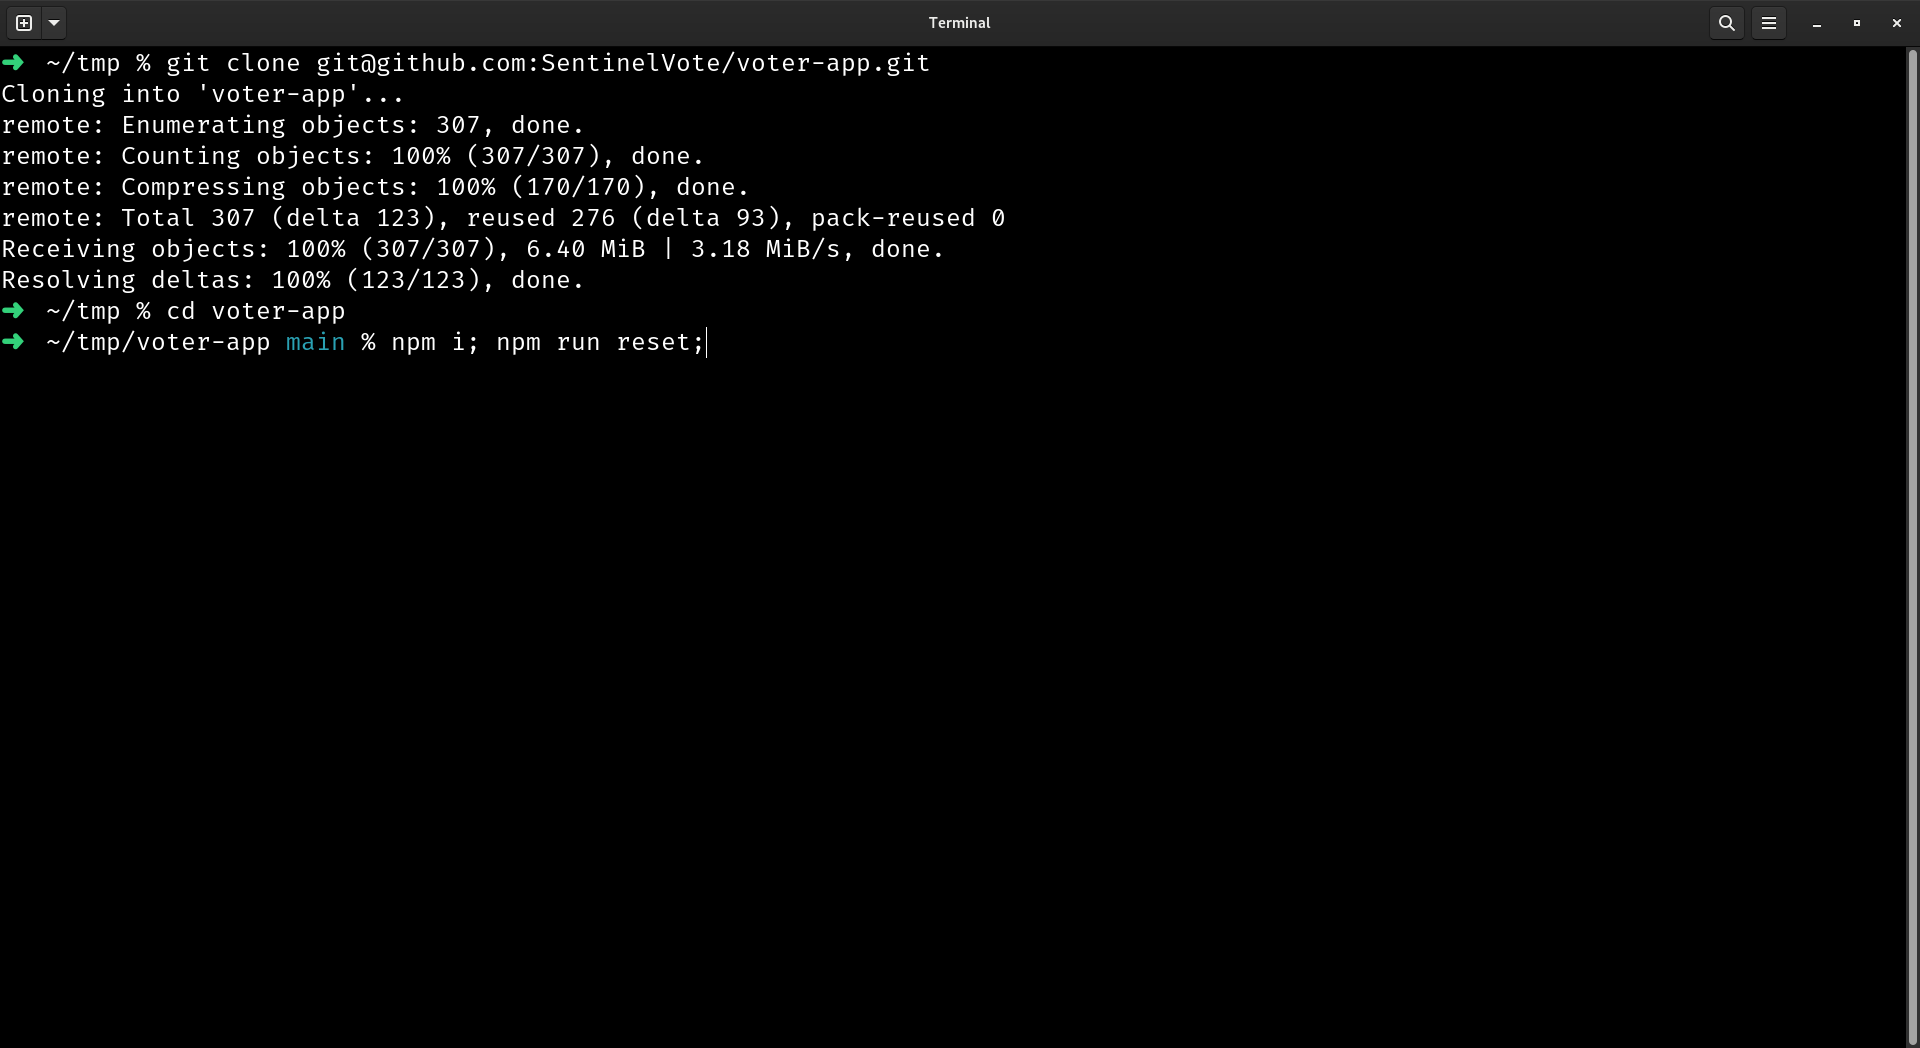 Terminal
➜ ~/tmp % git clone git@github.com:SentinelVote/voter-app.git
Cloning into 'voter-app'...
remote: Enumerating objects: 307, done.
remote: Counting objects: 100% (307/307), done.
remote: Compressing objects: 100% (170/170), done.
remote: Total 307 (delta 123), reused 276 (delta 93), pack-reused 0
Receiving objects: 100% (307/307), 6.40 MiB | 3.18 MiB/s, done.
Resolving deltas: 100% (123/123), done.
➜ ~/tmp % cd voter-app
➜ ~/tmp/voter-app main % npm i; npm run reset;